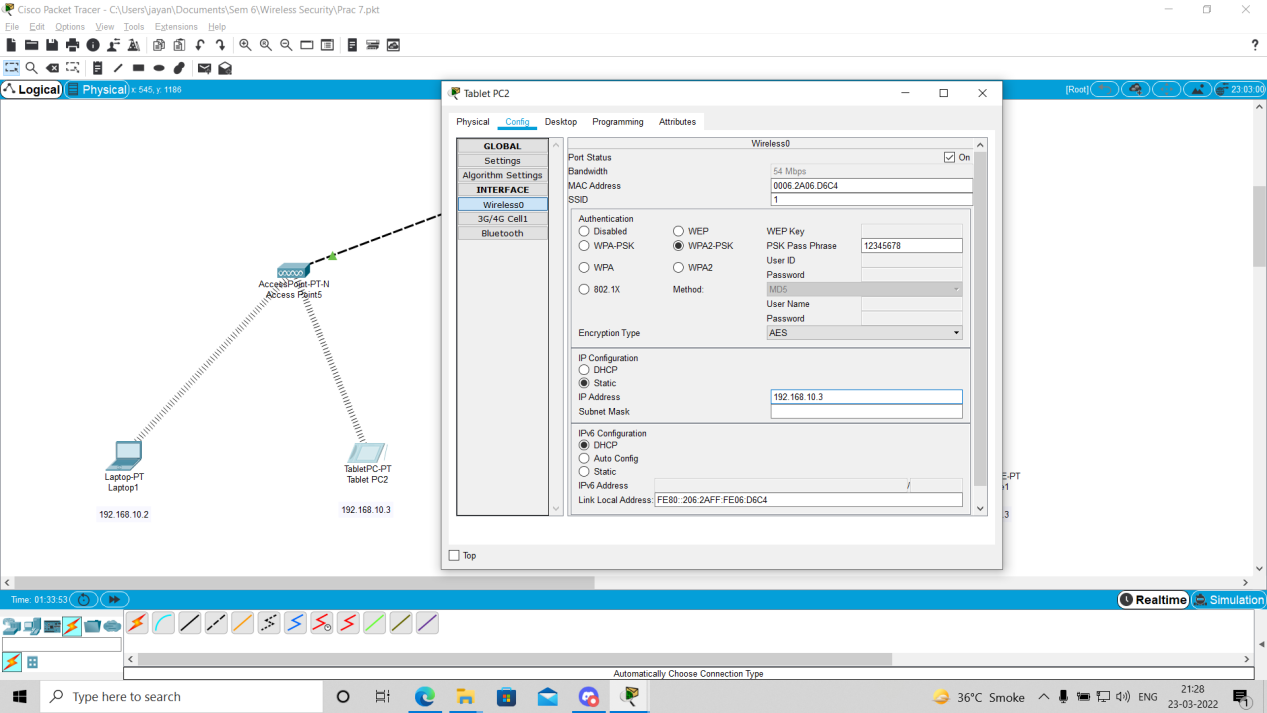 Cisco Packet Tracer - C:\Users\jayan\Documents\Sem 6\Wireless Security\Prac 7.pkt
File Edit Options View Tools Extensions Help
?
Logical Physical x: 545, y: 1186
[Root] 23:03:00
Tablet PC2
Physical Config Desktop Programming Attributes
GLOBAL
Settings
Algorithm Settings
INTERFACE
Wireless0
3G/4G Cell1
Bluetooth
Wireless0
Port Status On
Bandwidth 54 Mbps
MAC Address 0006.2A06.D6C4
SSID 1
Authentication
Disabled WEP WEP Key
WPA-PSK WPA2-PSK PSK Pass Phrase 12345678
User ID
WPA WPA2
Password
802.1X Method: MD5
User Name
Password
Encryption Type AES
IP Configuration
DHCP
Static
IP Address 192.168.10.3
Subnet Mask
IPv6 Configuration
DHCP
Auto Config
Static
IPv6 Address /
Link Local Address: FE80::206:2AFF:FE06:D6C4
Top
AccessPoint-PT-N
Access Point5
Laptop-PT
Laptop1
192.168.10.2
TabletPC-PT
Tablet PC2
192.168.10.3
E-PT
1
.3
Time: 01:33:53
Realtime Simulation
Automatically Choose Connection Type
Type here to search
36°C Smoke
ENG
21:28
23-03-2022
1